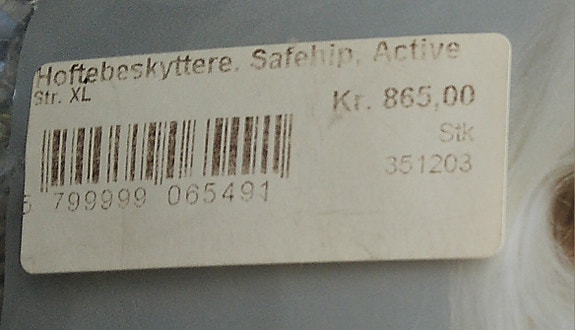 Hoftebeskyttere, Safehip, Active
Str. XL
Kr. 865,00
Stk
351203
5 799999 065491